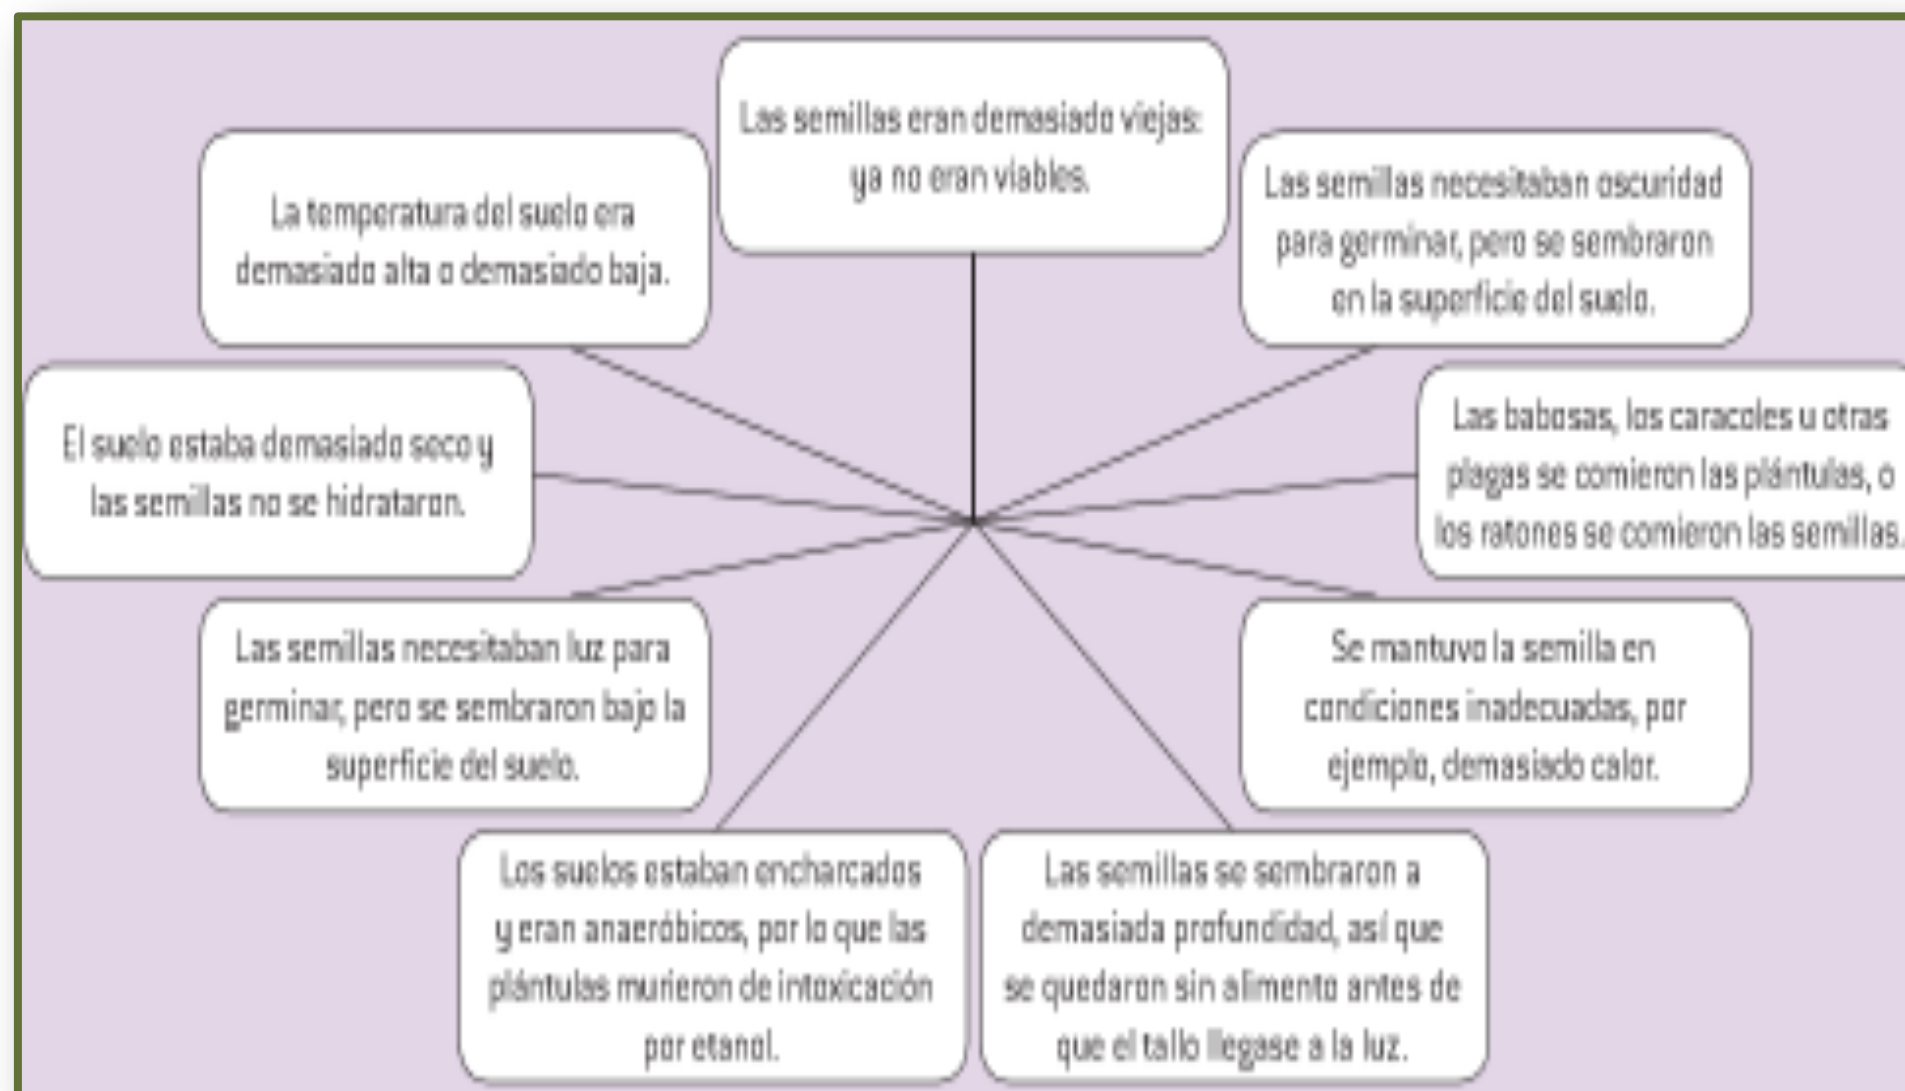 Las semillas eran demasiado viejas:
ya no eran viables.
La temperatura del suelo era
demasiado alta o demasiado baja.
Las semillas necesitaban oscuridad
para germinar, pero se sembraron
en la superficie del suelo.
El suelo estaba demasiado seco y
las semillas no se hidrataron.
Las babosas, los caracoles u otras
plagas se comieron las plántulas, o
los ratones se comieron las semillas.
Las semillas necesitaban luz para
germinar, pero se sembraron bajo la
superficie del suelo.
Se mantuvo la semilla en
condiciones inadecuadas, por
ejemplo, demasiado calor.
Los suelos estaban encharcados
y eran anaeróbicos, por lo que las
plántulas murieron de intoxicación
por etanol.
Las semillas se sembraron a
demasiada profundidad, así que
se quedaron sin alimento antes de
que el tallo llegase a la luz.